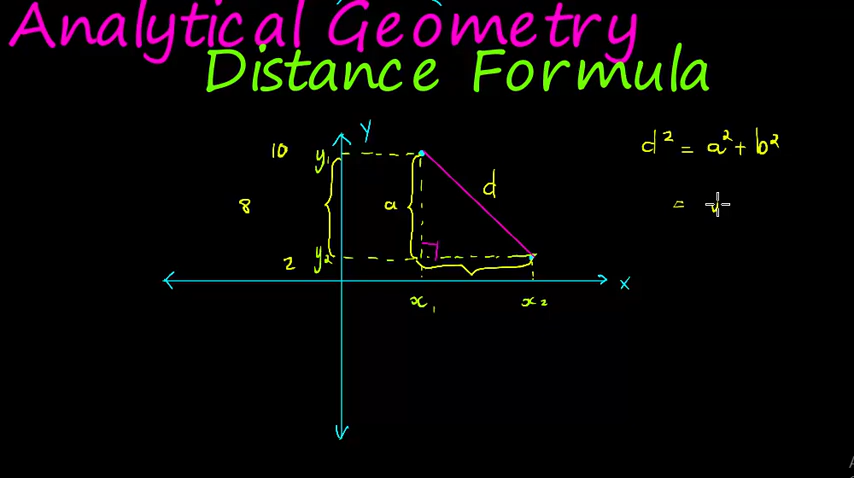 Analytical Geometry
Distance Formula
Y
d² = a² + b²
10 y₁
d
8 a
=
2 y₂
x
x₁ x₂